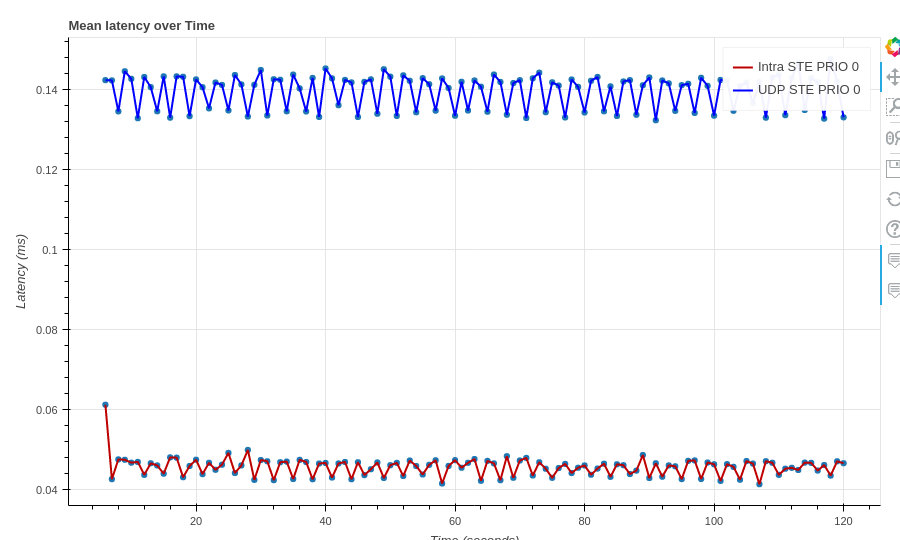 Mean latency over Time
Intra STE PRIO 0
UDP STE PRIO 0
0.14
0.12
0.1
0.08
0.06
0.04
Latency (ms)
20
40
60
80
100
120
Time (seconds)